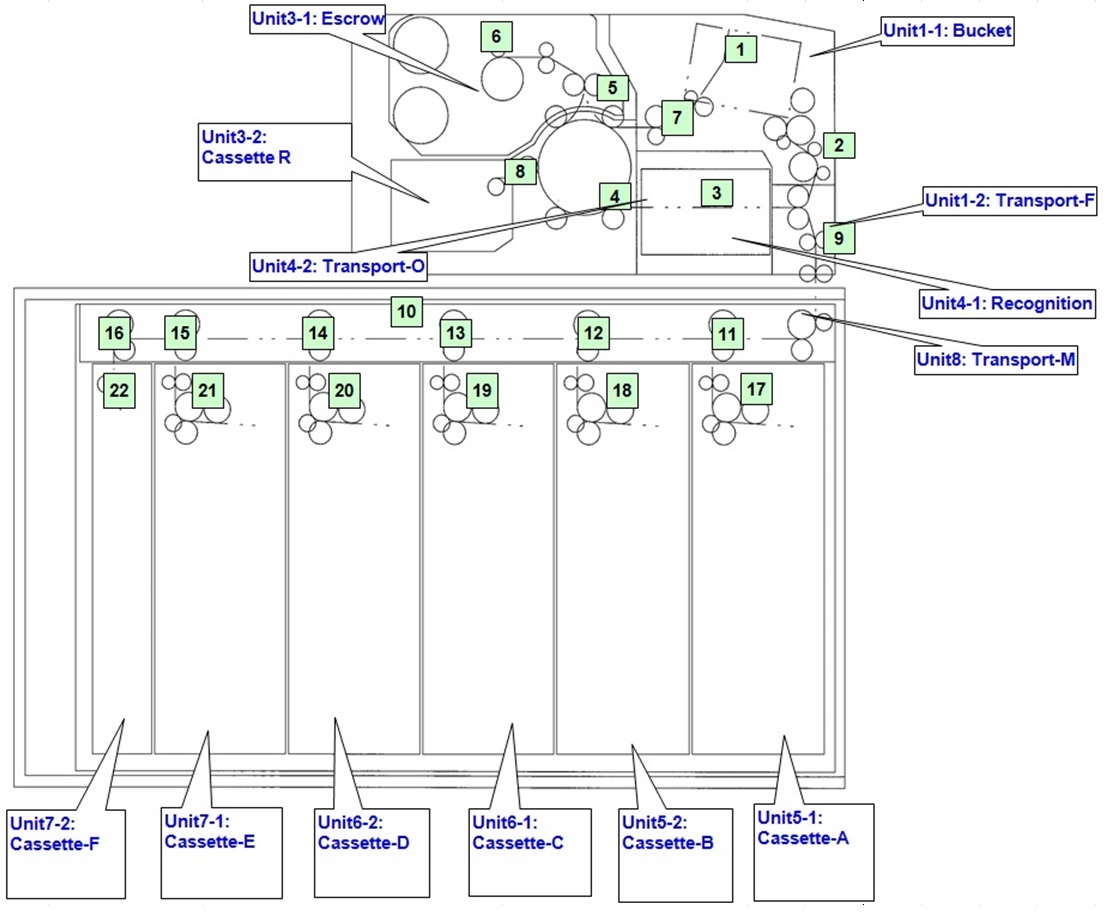 Unit3-1: Escrow
6
1
Unit1-1: Bucket
5
7
Unit3-2:
Cassette R
2
8
4
3
Unit1-2: Transport-F
9
Unit4-2: Transport-O
Unit4-1: Recognition
10
16
15
14
13
12
11
Unit8: Transport-M
22
21
20
19
18
17
Unit7-2:
Cassette-F
Unit7-1:
Cassette-E
Unit6-2:
Cassette-D
Unit6-1:
Cassette-C
Unit5-2:
Cassette-B
Unit5-1:
Cassette-A